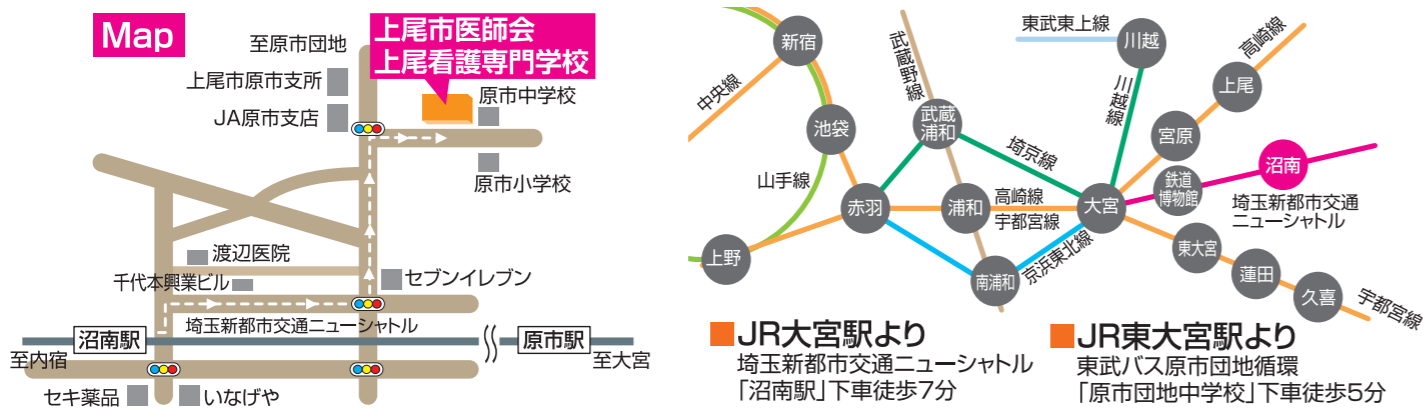 Map
上尾市医師会
上尾看護専門学校
至原市団地
上尾市原市支所
JA原市支店
原市中学校
原市小学校
渡辺医院
千代本興業ビル
セブンイレブン
埼玉新都市交通ニューシャトル
沼南駅
原市駅
至内宿
至大宮
セキ薬品
いなげや
新宿
中央線
池袋
山手線
上野
赤羽
武蔵野線
武蔵
浦和
埼京線
浦和
高崎線
宇都宮線
南浦和
京浜東北線
東武東上線
川越
川越線
大宮
高崎線
上尾
宮原
鉄道
博物館
沼南
埼玉新都市交通
ニューシャトル
東大宮
蓮田
久喜
宇都宮線
■JR大宮駅より
埼玉新都市交通ニューシャトル
「沼南駅」下車徒歩7分
■JR東大宮駅より
東武バス原市団地循環
「原市団地中学校」下車徒歩5分